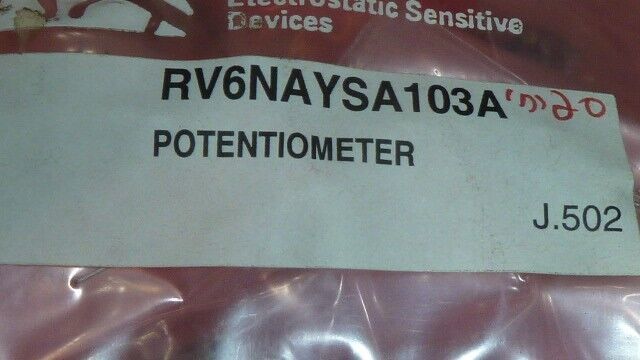 Electrostatic Sensitive
Devices
RV6NAYSA103A
POTENTIOMETER
J.502